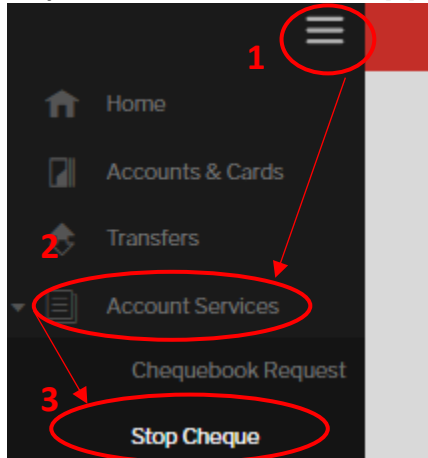 1
Home
Accounts & Cards
2
Transfers
Account Services
Chequebook Request
3
Stop Cheque